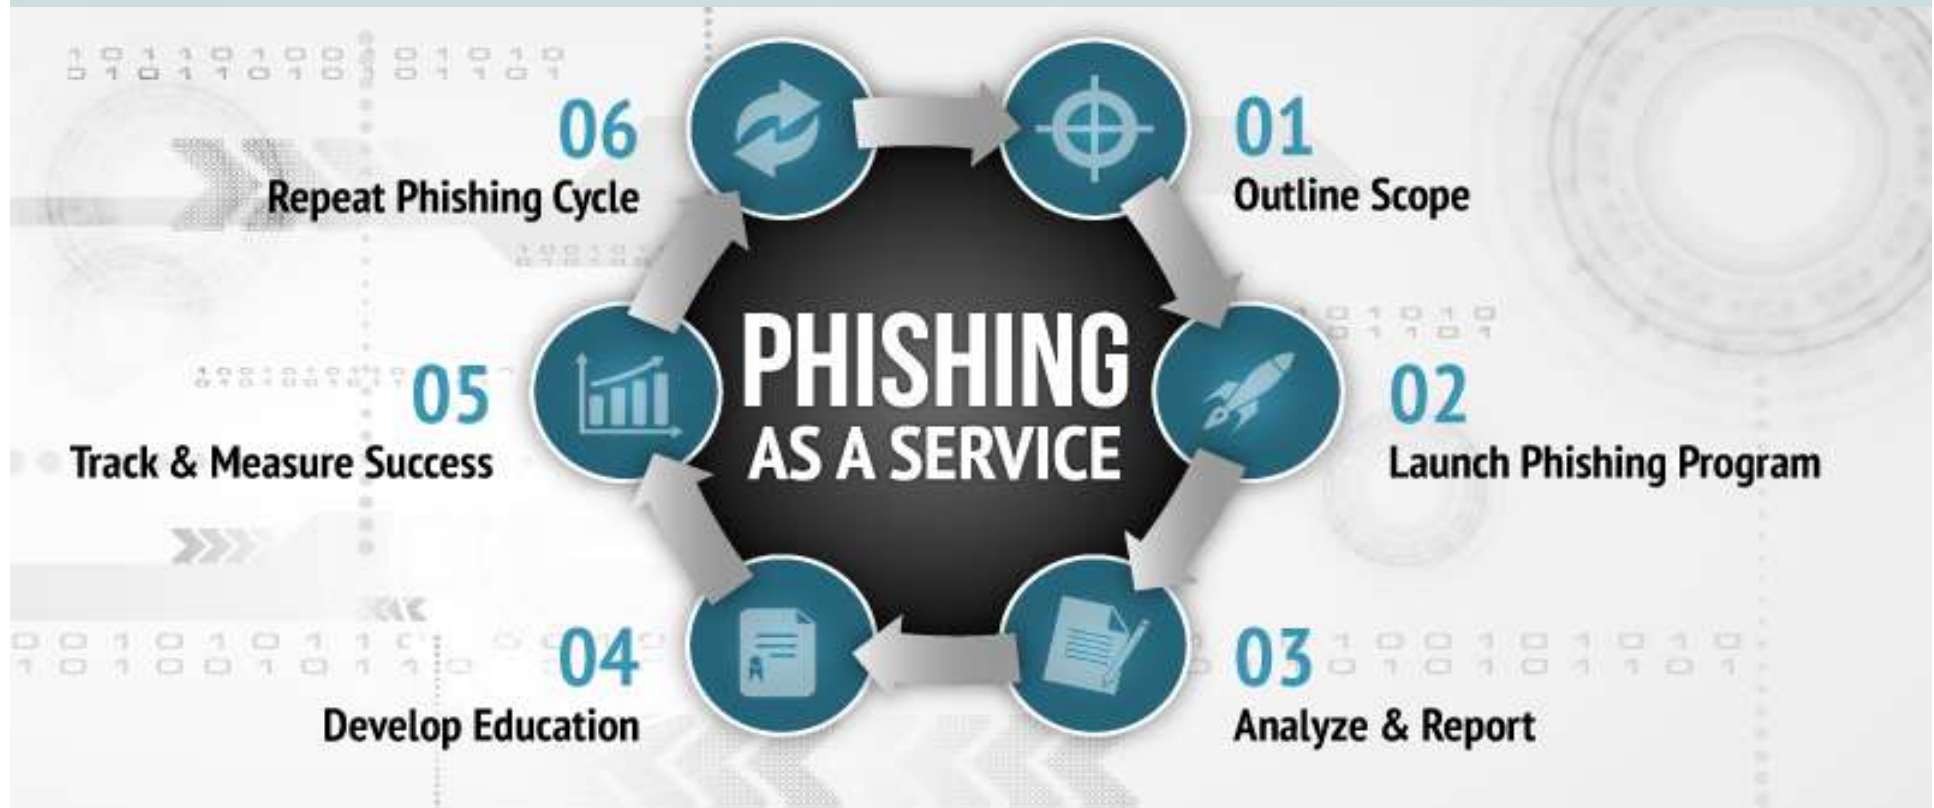 PHISHING
AS A SERVICE
01
Outline Scope
02
Launch Phishing Program
03
Analyze & Report
04
Develop Education
05
Track & Measure Success
06
Repeat Phishing Cycle